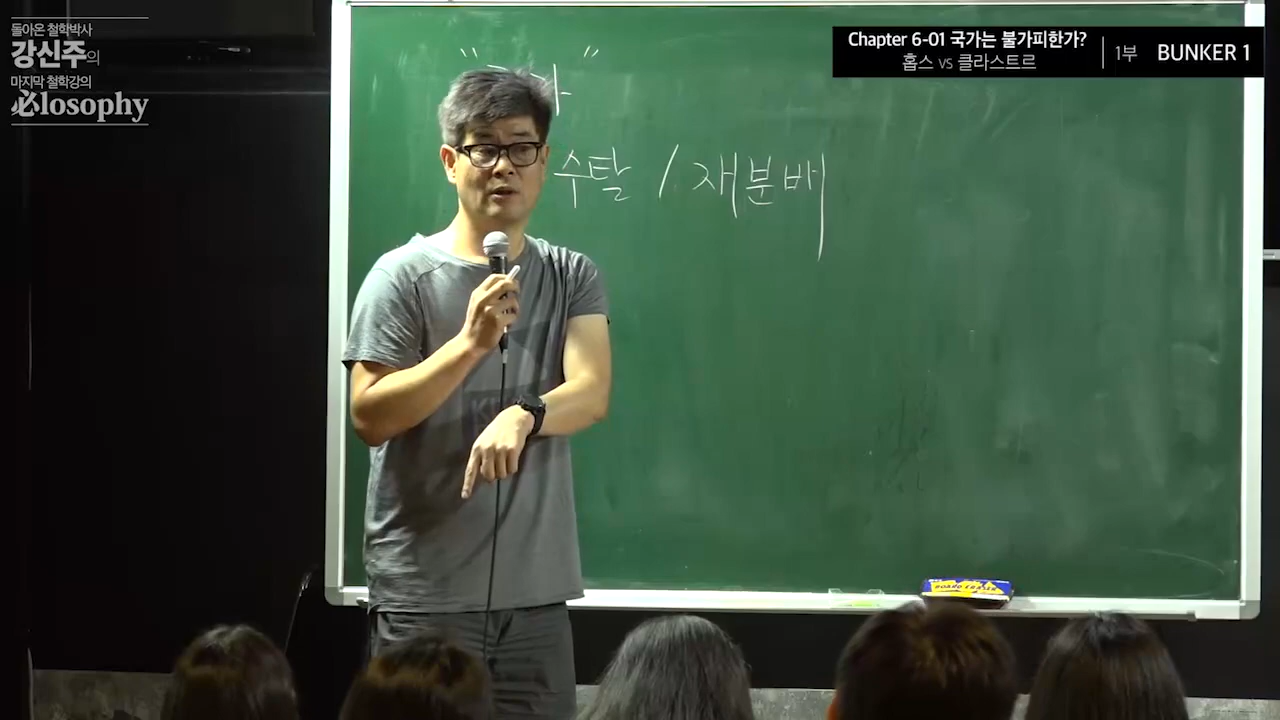 돌아온 철학박사
강신주의
마지막 철학강의
必losophy
Chapter 6-01 국가는 불가피한가?
홉스 vs 클라스트르
1부
BUNKER 1
" "
수탈 / 재분배
BOARD ERASER